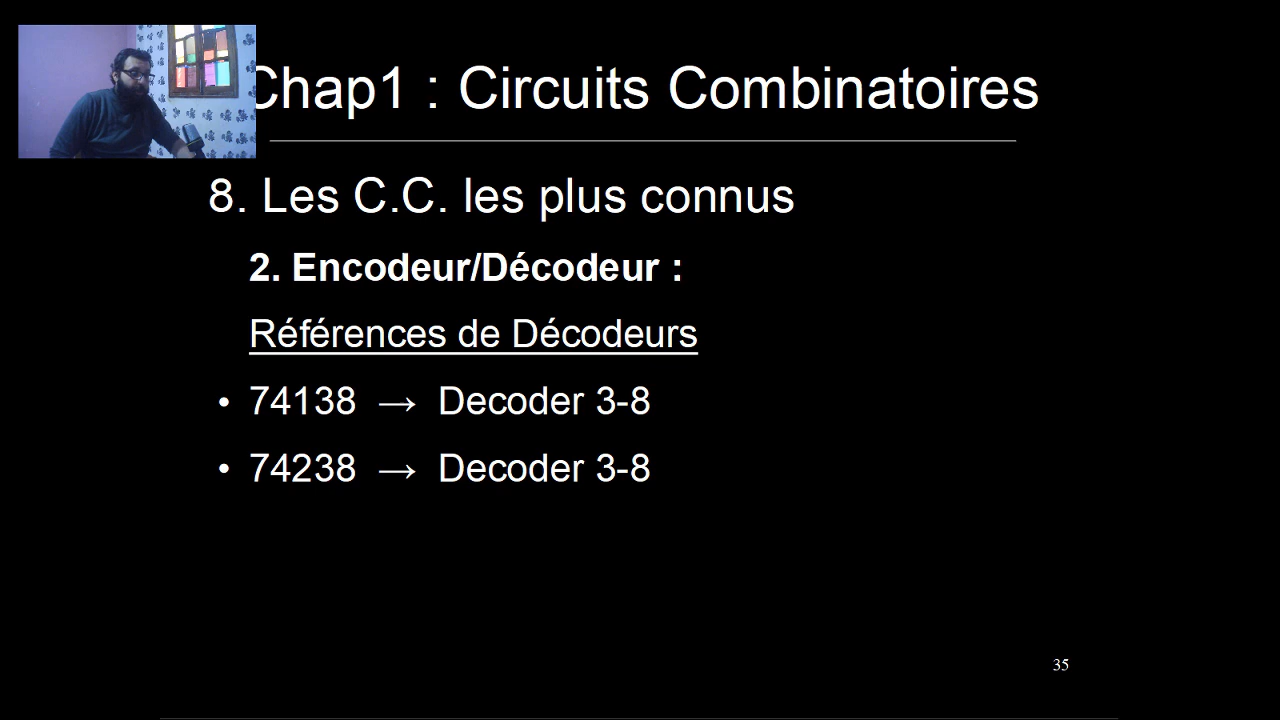 Chap1 : Circuits Combinatoires
8. Les C.C. les plus connus
2. Encodeur/Décodeur :
Références de Décodeurs
• 74138 → Decoder 3-8
• 74238 → Decoder 3-8
35